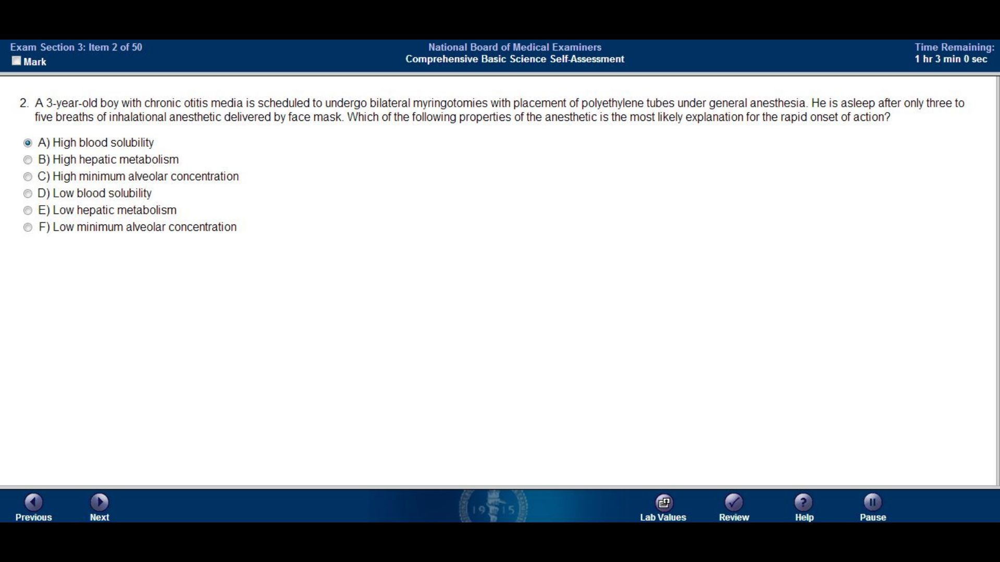 Exam Section 3: Item 2 of 50
National Board of Medical Examiners
Time Remaining:
Mark
Comprehensive Basic Science Self-Assessment
1 hr 3 min 0 sec
2. A 3-year-old boy with chronic otitis media is scheduled to undergo bilateral myringotomies with placement of polyethylene tubes under general anesthesia. He is asleep after only three to
five breaths of inhalational anesthetic delivered by face mask. Which of the following properties of the anesthetic is the most likely explanation for the rapid onset of action?
A) High blood solubility
B) High hepatic metabolism
C) High minimum alveolar concentration
D) Low blood solubility
E) Low hepatic metabolism
F) Low minimum alveolar concentration
1915
Previous
Next
Lab Values
Review
Help
Pause